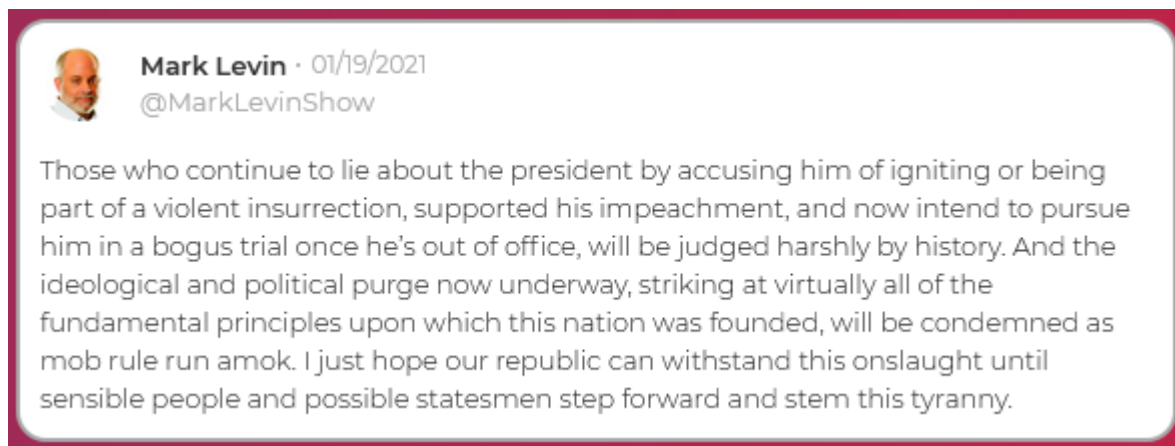 Mark Levin · 01/19/2021
@MarkLevinShow
Those who continue to lie about the president by accusing him of igniting or being
part of a violent insurrection, supported his impeachment, and now intend to pursue
him in a bogus trial once he’s out of office, will be judged harshly by history. And the
ideological and political purge now underway, striking at virtually all of the
fundamental principles upon which this nation was founded, will be condemned as
mob rule run amok. I just hope our republic can withstand this onslaught until
sensible people and possible statesmen step forward and stem this tyranny.